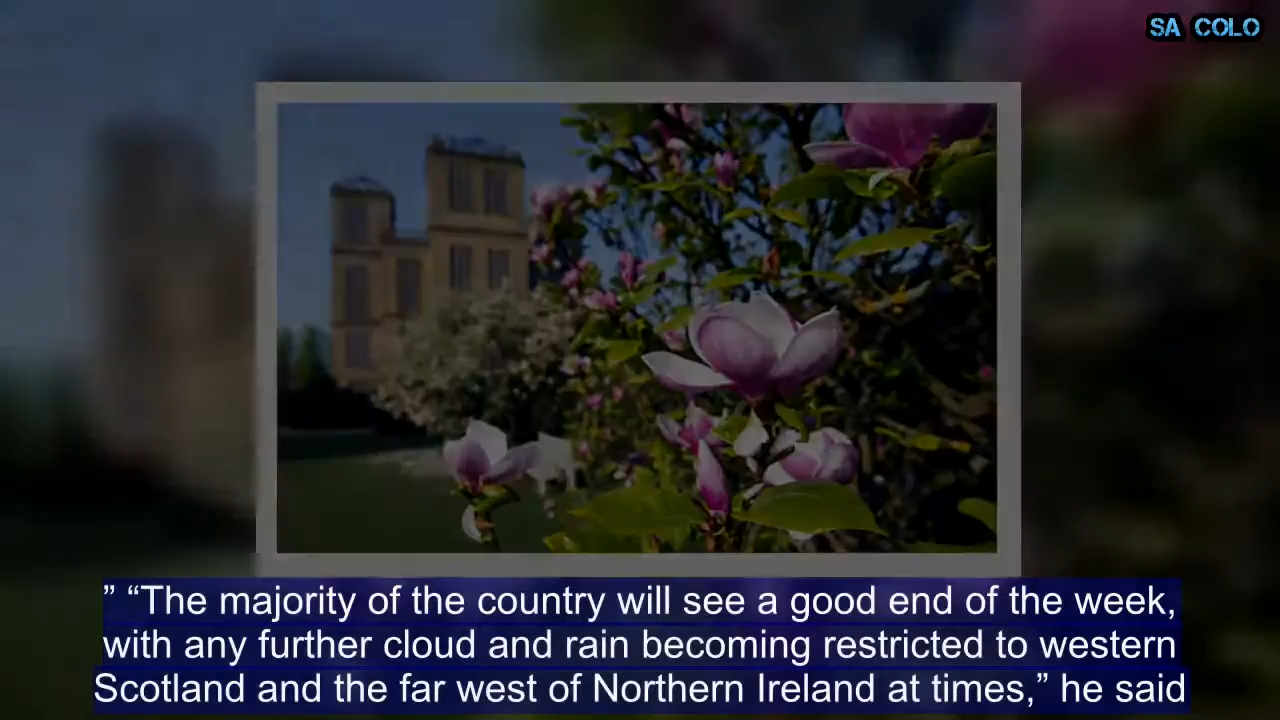 SA COLO
” “The majority of the country will see a good end of the week,
with any further cloud and rain becoming restricted to western
Scotland and the far west of Northern Ireland at times,” he said